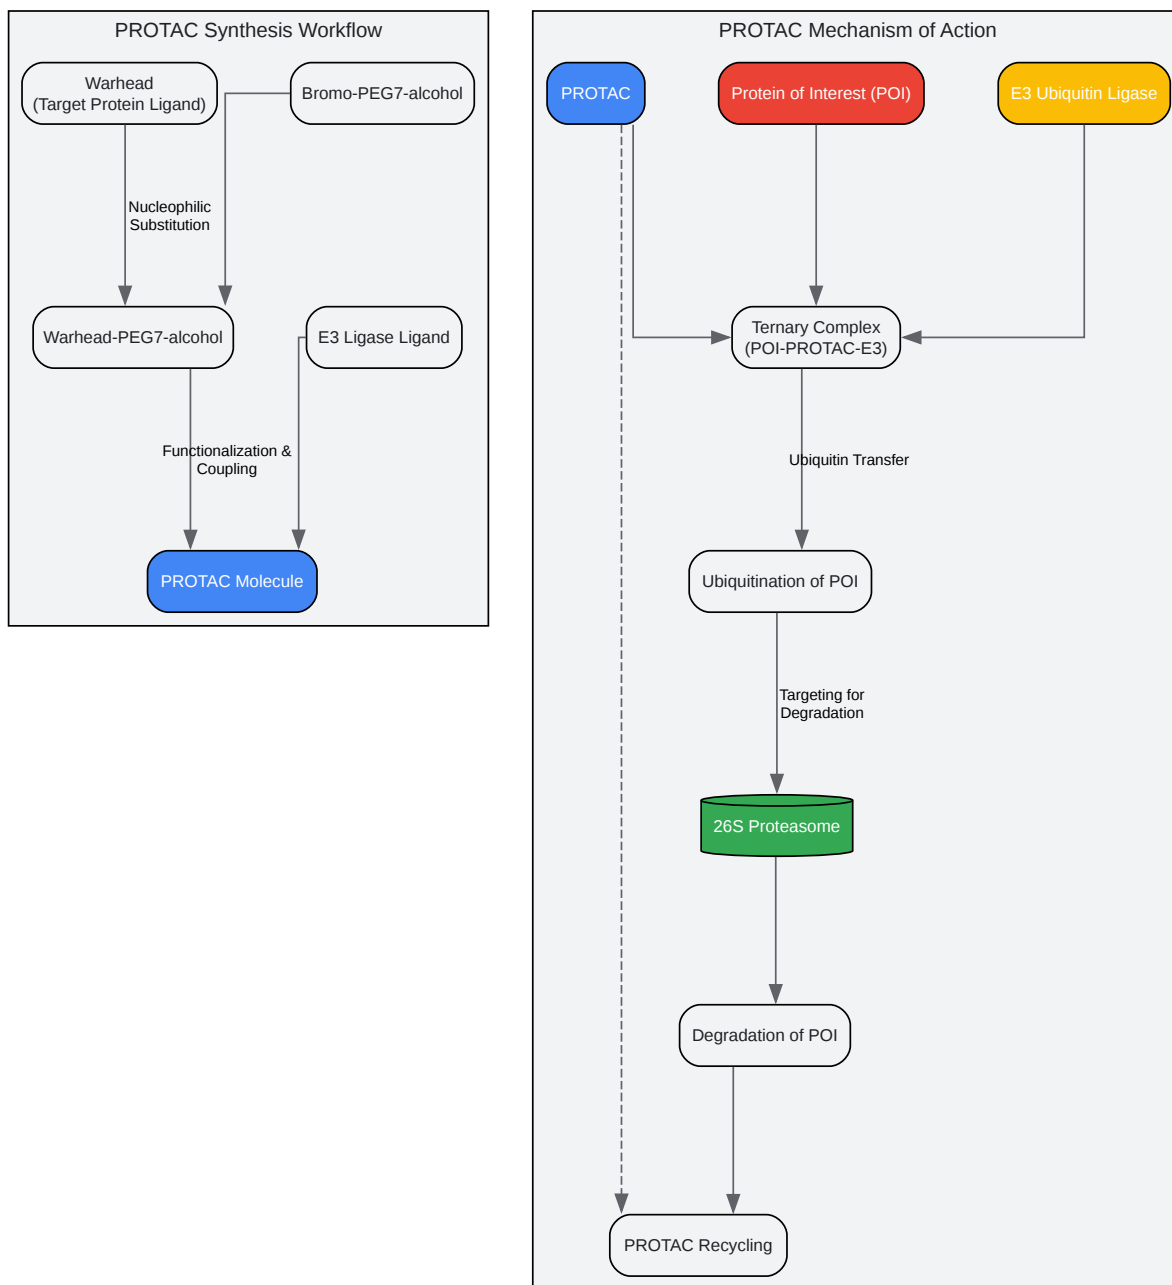 PROTAC Synthesis Workflow
Warhead
(Target Protein Ligand)
Bromo-PEG7-alcohol
Nucleophilic
Substitution
Warhead-PEG7-alcohol
E3 Ligase Ligand
Functionalization &
Coupling
PROTAC Molecule
PROTAC Mechanism of Action
PROTAC
Protein of Interest (POI)
E3 Ubiquitin Ligase
Ternary Complex
(POI-PROTAC-E3)
Ubiquitin Transfer
Ubiquitination of POI
Targeting for
Degradation
26S Proteasome
Degradation of POI
PROTAC Recycling